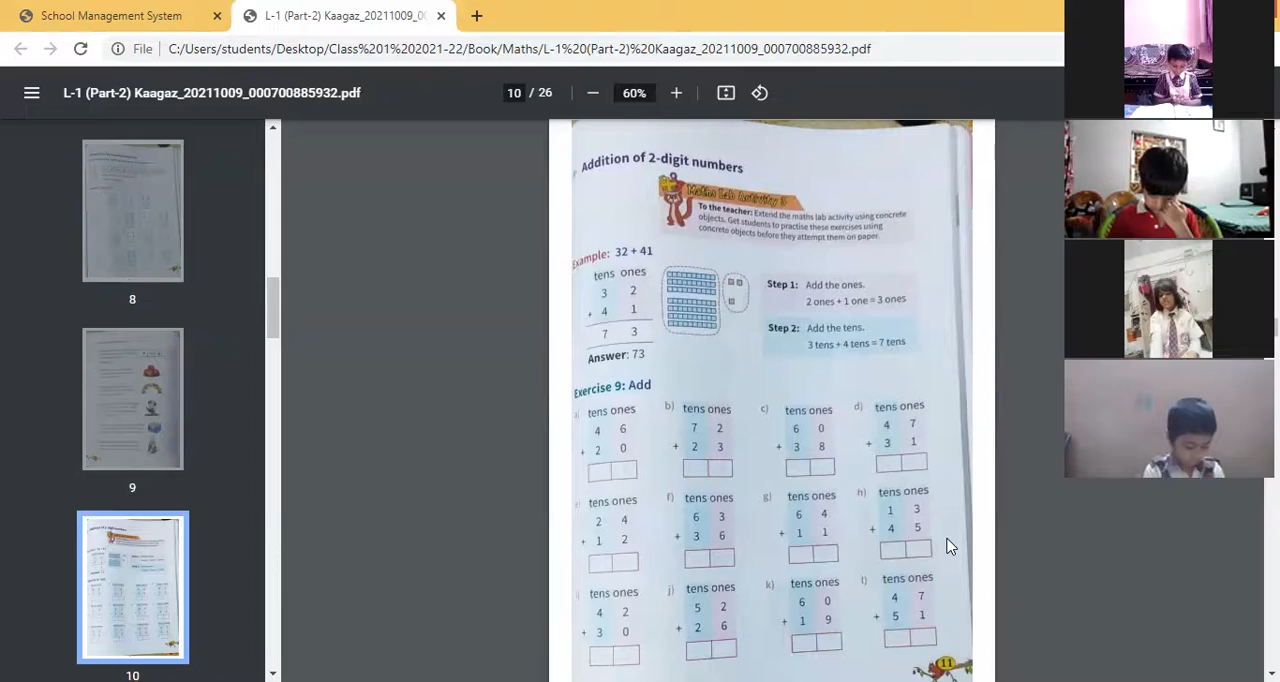 School Management System
L-1 (Part-2) Kaagaz_20211009_00
File C:/Users/students/Desktop/Class%201%202021-22/Book/Maths/L-1%20(Part-2)%20Kaagaz_20211009_000700885932.pdf
L-1 (Part-2) Kaagaz_20211009_000700885932.pdf
10 / 26
60%
8
9
10
Addition of 2-digit numbers
Maths Lab Activity 3
To the teacher: Extend the maths lab activity using concrete
objects. Get students to practise these exercises using
concrete objects before they attempt them on paper.
Example: 32 + 41
tens ones
3 2
+ 4 1
7 3
Answer: 73
Step 1: Add the ones.
2 ones + 1 one = 3 ones
Step 2: Add the tens.
3 tens + 4 tens = 7 tens
Exercise 9: Add
tens ones b) tens ones c) tens ones d) tens ones
4 6 7 2 6 0 4 7
+ 2 0 + 2 3 + 3 8 + 3 1
tens ones f) tens ones g) tens ones h) tens ones
2 4 6 3 6 4 1 3
+ 1 2 + 3 6 + 1 1 + 4 5
tens ones j) tens ones k) tens ones l) tens ones
4 2 5 2 6 0 4 7
+ 3 0 + 2 6 + 1 9 + 5 1
11